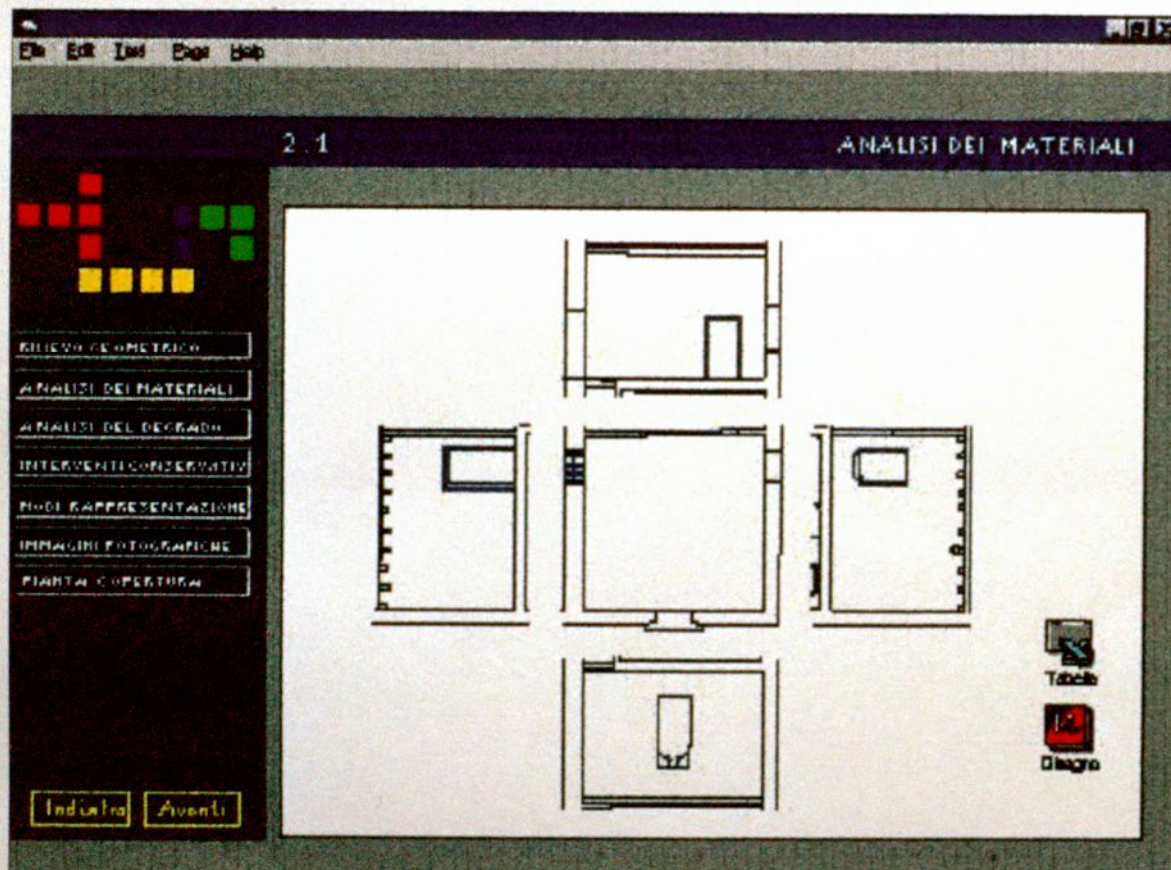 File Edit Text Page Help
2.1 ANALISI DEI MATERIALI
RILIEVO GEOMETRICO
ANALISI DEI MATERIALI
ANALISI DEL DEGRADO
INTERVENTI CONSERVATIV
MODI RAPPRESENTAZIONE
IMMAGINI FOTOGRAFICHE
PIANTA COPERTURA
Tabelle
Disegno
Indietro Avanti